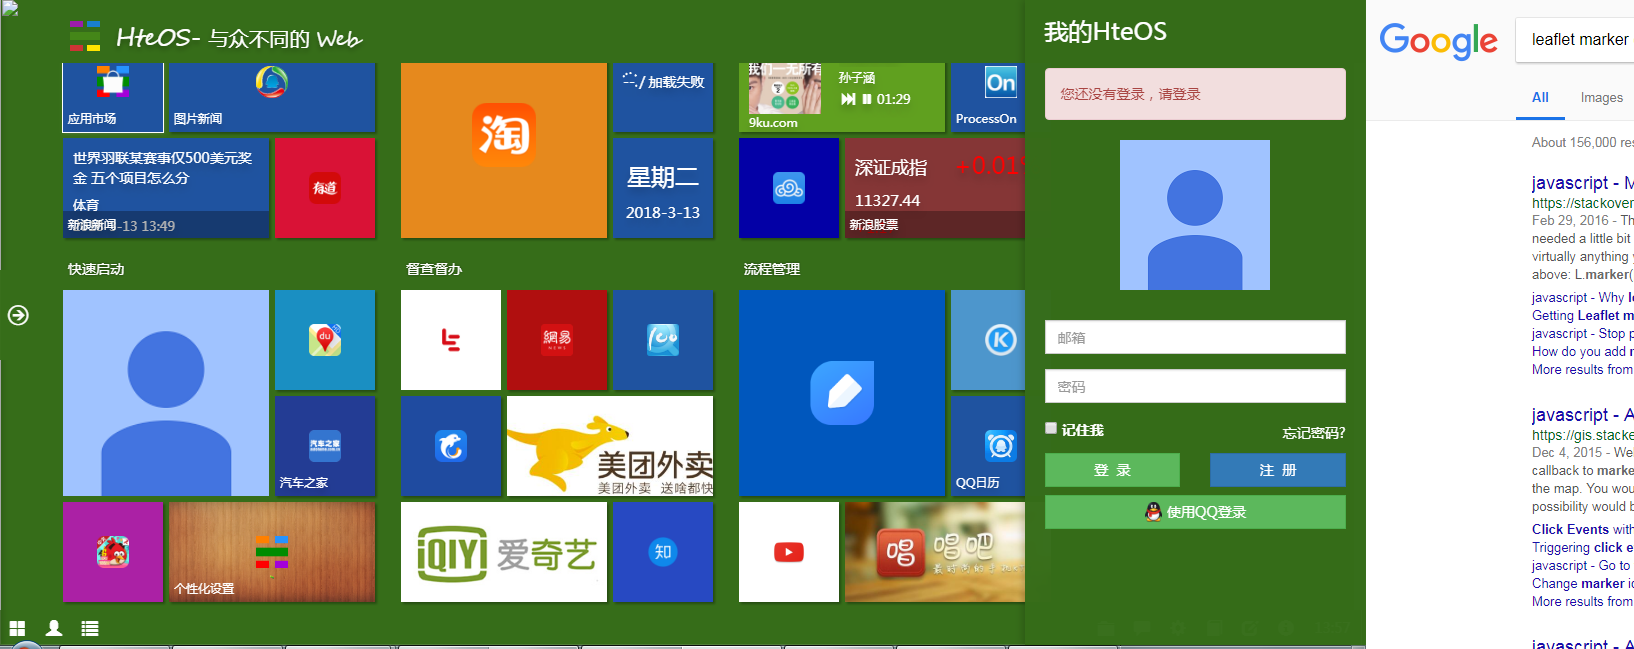 HteOS- 与众不同的 Web
应用市场
图片新闻
加载失败
我们一无所有
孙子涵
01:29
9ku.com
On
ProcessOn
淘
世界羽联某赛事仅500美元奖
金 五个项目怎么分
体育
新浪新闻
-13 13:49
有道
星期二
2018-3-13
深证成指
+0.01
11327.44
新浪股票
快速启动
督查督办
流程管理
du
網易
NEWS
K
汽车之家
汽车之家
美团外卖
美团外卖 送啥都快
QQ日历
个性化设置
iQIYI 爱奇艺
知
唱 唱吧
我的HteOS
您还没有登录，请登录
邮箱
密码
记住我
忘记密码?
登 录
注 册
使用QQ登录
Google
leaflet marker
All
Images
About 156,000 res
javascript - M
https://stackover
Feb 29, 2016 - Th
needed a little bit
virtually anything
above: L.marker(
javascript - Why l
Getting Leaflet m
javascript - Stop p
How do you add
More results from
javascript - A
https://gis.stacke
Dec 4, 2015 - We
callback to marke
the map. You wou
possibility would b
Click Events with
Triggering click e
javascript - Go to
Change marker ic
More results from
javascript - A